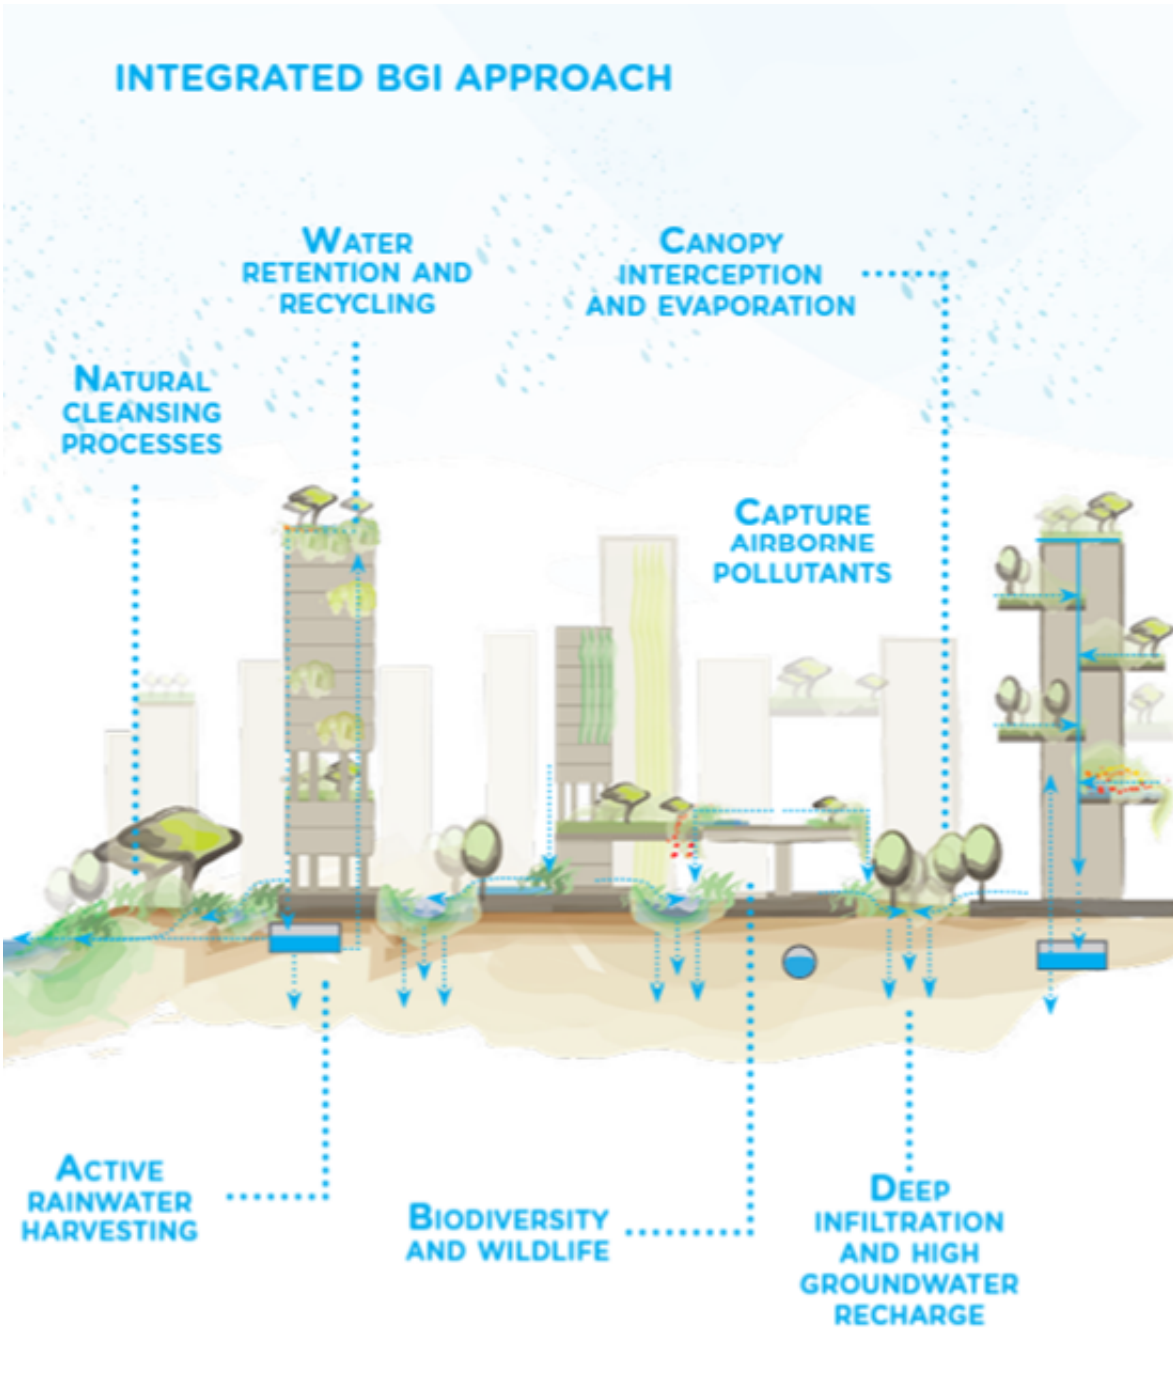 INTEGRATED BGI APPROACH
WATER
RETENTION AND
RECYCLING
CANOPY
INTERCEPTION
AND EVAPORATION
NATURAL
CLEANSING
PROCESSES
CAPTURE
AIRBORNE
POLLUTANTS
ACTIVE
RAINWATER
HARVESTING
BIODIVERSITY
AND WILDLIFE
DEEP
INFILTRATION
AND HIGH
GROUNDWATER
RECHARGE